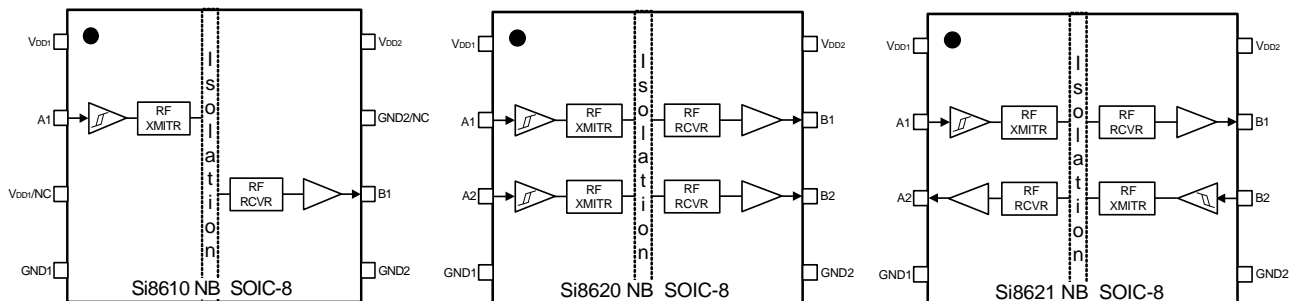 VDD1
Isolation
VDD2
A1
RF
XMITR
GND2/NC
VDD1/NC
RF
RCVR
B1
GND1
GND2
Si8610 NB SOIC-8
VDD1
Isolation
VDD2
A1
RF
XMITR
RF
RCVR
B1
A2
RF
XMITR
RF
RCVR
B2
GND1
GND2
Si8620 NB SOIC-8
VDD1
Isolation
VDD2
A1
RF
XMITR
RF
RCVR
B1
A2
RF
RCVR
RF
XMITR
B2
GND1
GND2
Si8621 NB SOIC-8